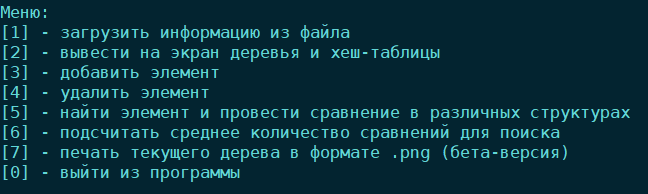 Меню:
[1] - загрузить информацию из файла
[2] - вывести на экран деревья и хеш-таблицы
[3] - добавить элемент
[4] - удалить элемент
[5] - найти элемент и провести сравнение в различных структурах
[6] - подсчитать среднее количество сравнений для поиска
[7] - печать текущего дерева в формате .png (бета-версия)
[0] - выйти из программы